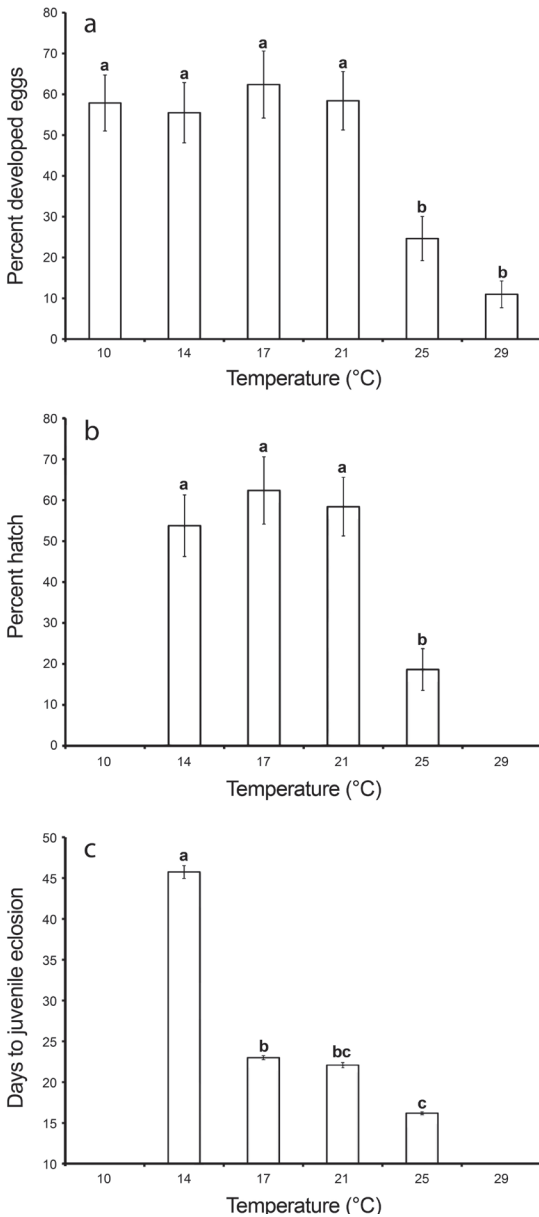 a
Percent developed eggs
80
70
60
50
40
30
20
10
0
a
a
a
a
b
b
10 14 17 21 25 29
Temperature (°C)
b
Percent hatch
80
70
60
50
40
30
20
10
0
a
a
a
b
10 14 17 21 25 29
Temperature (°C)
c
Days to juvenile eclosion
50
45
40
35
30
25
20
15
10
a
b
bc
c
10 14 17 21 25 29
Temperature (°C)